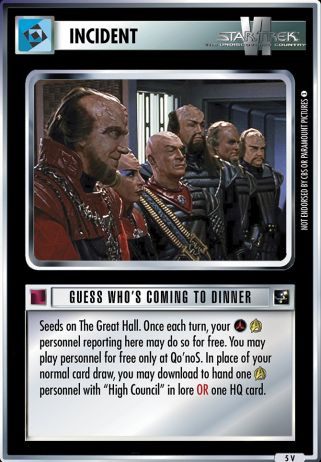 INCIDENT
STAR TREK
VI
THE UNDISCOVERED COUNTRY
NOT ENDORSED BY CBS OR PARAMOUNT PICTURES
GUESS WHO'S COMING TO DINNER
Seeds on The Great Hall. Once each turn, your
personnel reporting here may do so for free. You may
play personnel for free only at Qo'noS. In place of your
normal card draw, you may download to hand one
personnel with "High Council" in lore OR one HQ card.
5 V